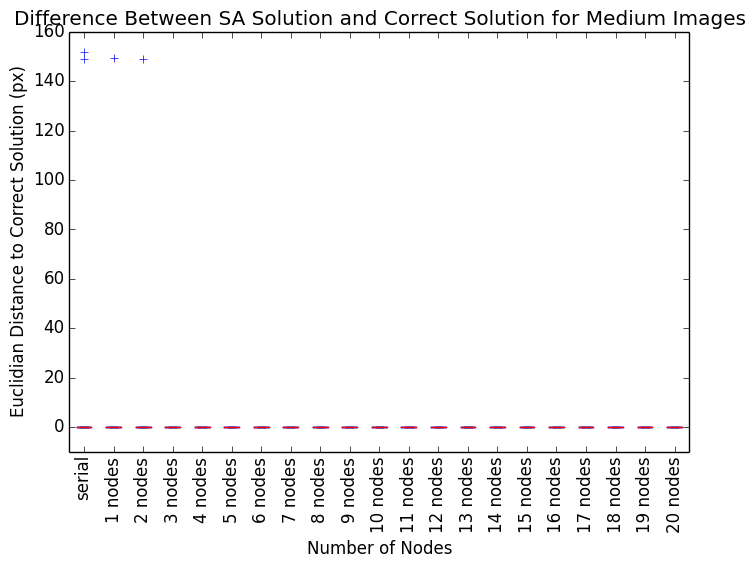 Difference Between SA Solution and Correct Solution for Medium Images
Euclidian Distance to Correct Solution (px)
160
140
120
100
80
60
40
20
0
serial
1 nodes
2 nodes
3 nodes
4 nodes
5 nodes
6 nodes
7 nodes
8 nodes
9 nodes
10 nodes
11 nodes
12 nodes
13 nodes
14 nodes
15 nodes
16 nodes
17 nodes
18 nodes
19 nodes
20 nodes
Number of Nodes